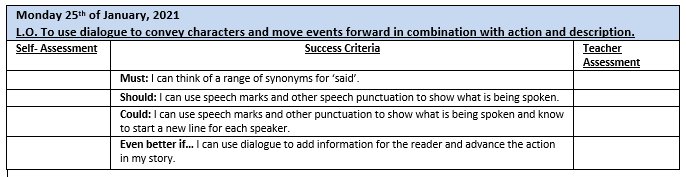 Monday 25th of January, 2021
L.O. To use dialogue to convey characters and move events forward in combination with action and description.
Self- Assessment Success Criteria Teacher
Assessment
Must: I can think of a range of synonyms for ‘said’.
Should: I can use speech marks and other speech punctuation to show what is being spoken.
Could: I can use speech marks and other punctuation to show what is being spoken and know
to start a new line for each speaker.
Even better if... I can use dialogue to add information for the reader and advance the action
in my story.